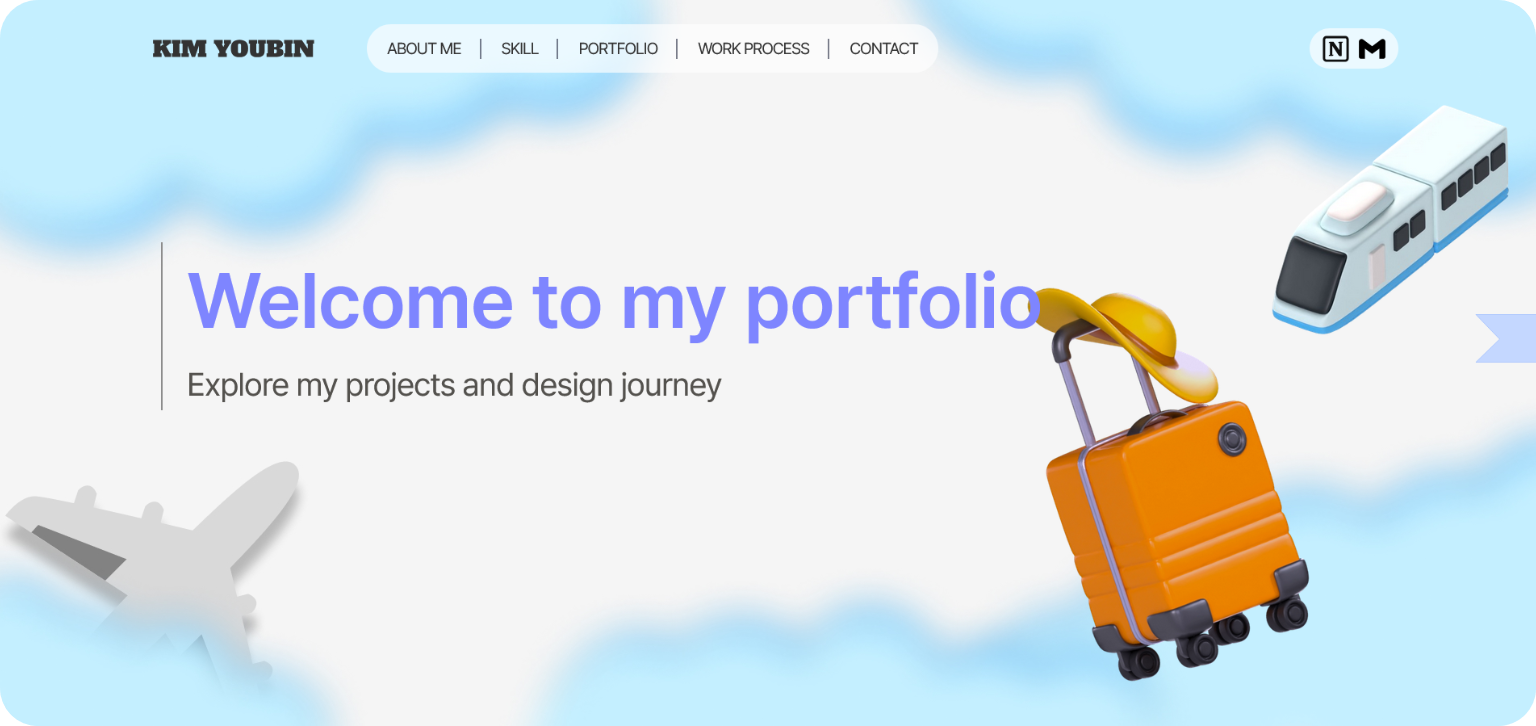 KIM YOUBIN
ABOUT ME | SKILL | PORTFOLIO | WORK PROCESS | CONTACT
N M
Welcome to my portfolio
Explore my projects and design journey